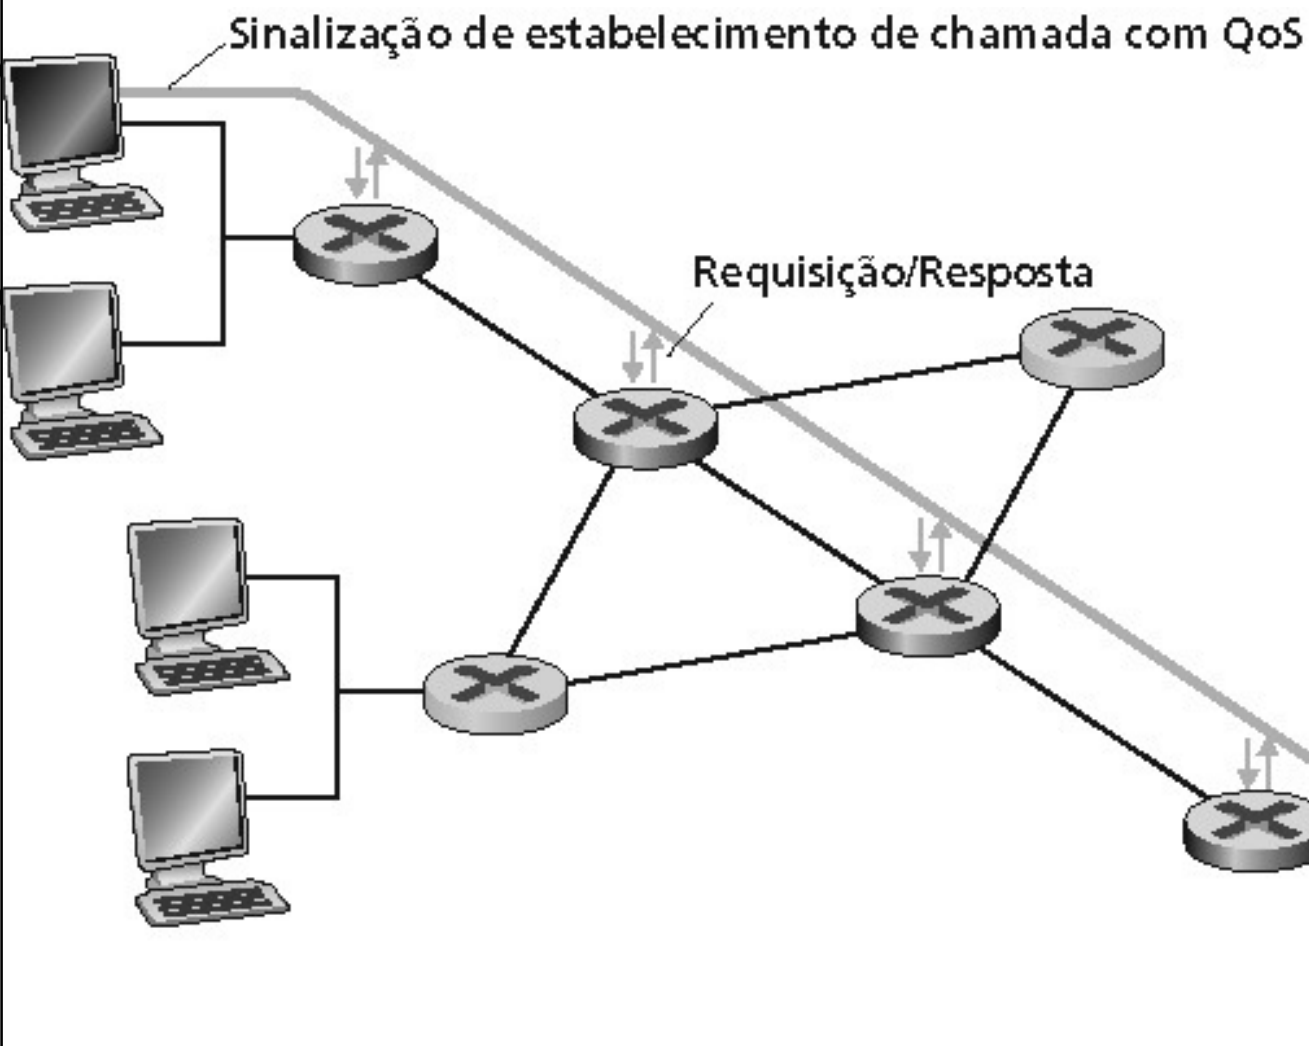 Sinalização de estabelecimento de chamada com QoS
Requisição/Resposta